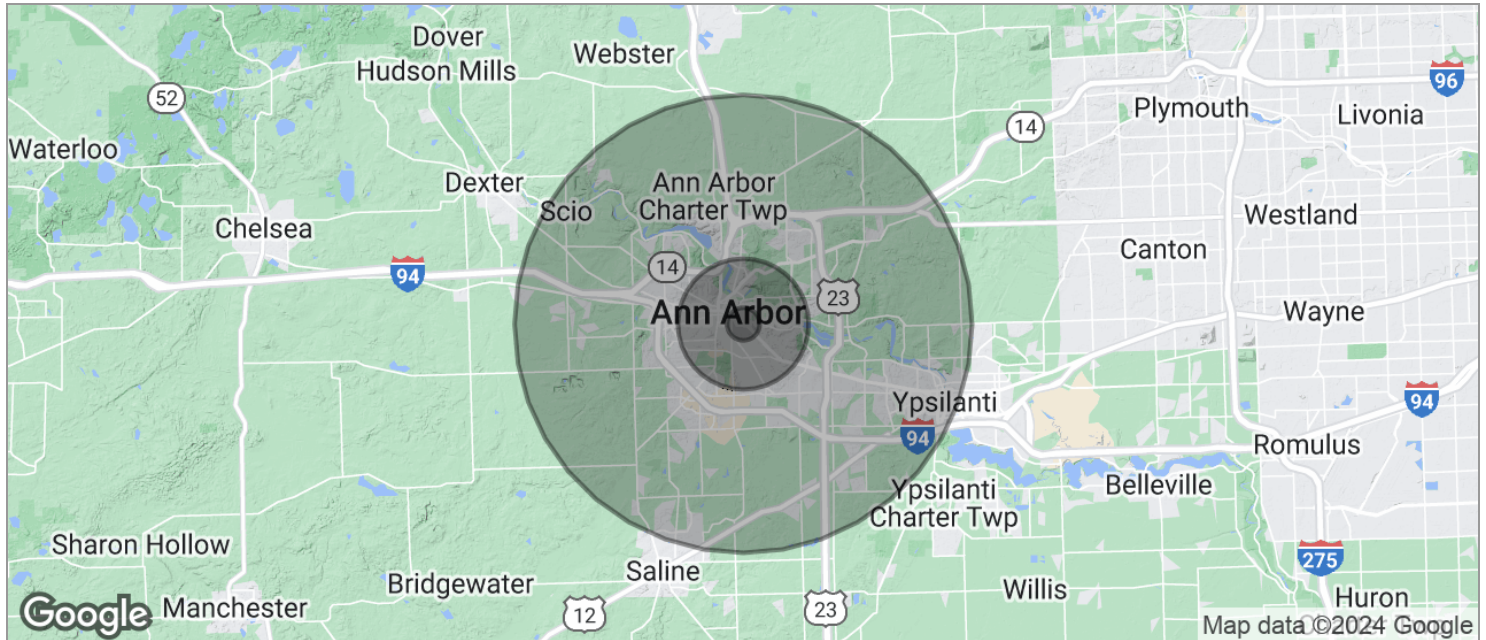 Dover
Hudson Mills
Webster
96
52
Plymouth
Livonia
14
Waterloo
Dexter
Ann Arbor
Charter Twp
Scio
Westland
Chelsea
Canton
14
94
23
Ann Arbor
Wayne
Ypsilanti
94
94
Romulus
Belleville
Ypsilanti
Charter Twp
Sharon Hollow
275
Saline
Bridgewater
Willis
Huron
Google
Manchester
12
23
Map data ©2024 Google